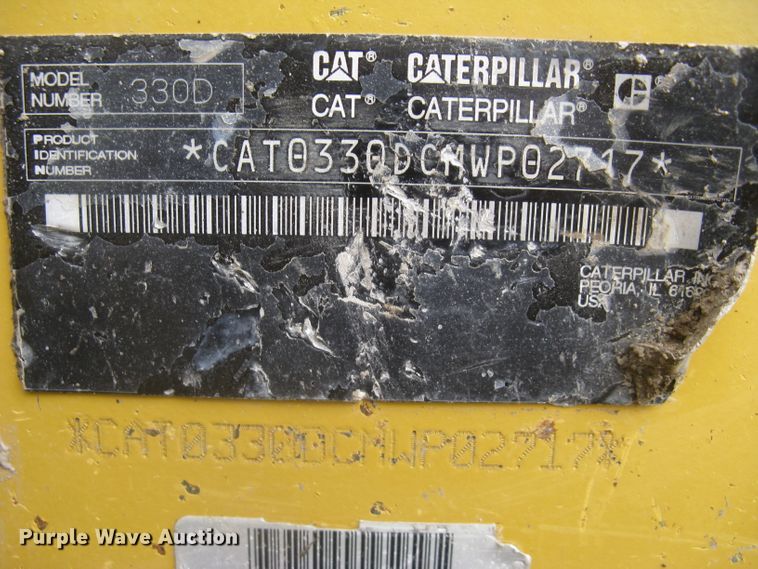 MODEL NUMBER 330D
CAT® CATERPILLAR®
CAT® CATERPILLAR®
PRODUCT
IDENTIFICATION
NUMBER
*CAT0330DCMWP02717*
CATERPILLAR INC
PEORIA, IL
USA
*CAT0330DCMWP02717*
Purple Wave Auction